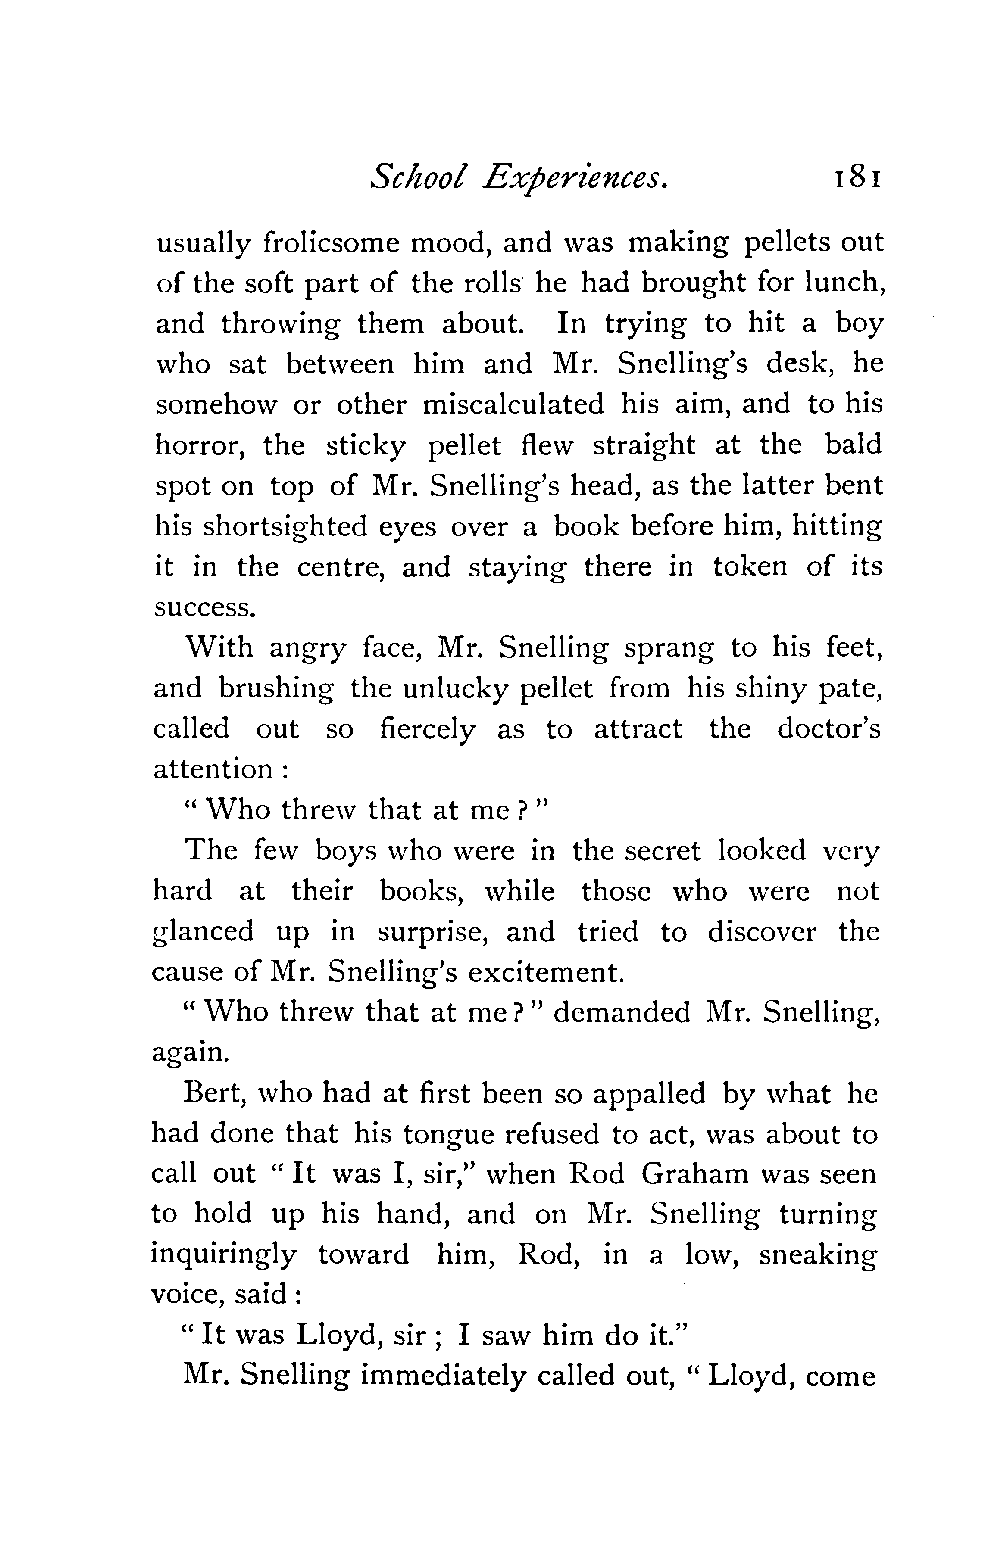 School Experiences. 181
usually frolicsome mood, and was making pellets out
of the soft part of the rolls he had brought for lunch,
and throwing them about. In trying to hit a boy
who sat between him and Mr. Snelling's desk, he
somehow or other miscalculated his aim, and to his
horror, the sticky pellet flew straight at the bald
spot on top of Mr. Snelling's head, as the latter bent
his shortsighted eyes over a book before him, hitting
it in the centre, and staying there in token of its
success.
With angry face, Mr. Snelling sprang to his feet,
and brushing the unlucky pellet from his shiny pate,
called out so fiercely as to attract the doctor's
attention :
" Who threw that at me ? "
The few boys who were in the secret looked very
hard at their books, while those who were not
glanced up in surprise, and tried to discover the
cause of Mr. Snelling's excitement.
" Who threw that at me ? " demanded Mr. Snelling,
again.
Bert, who had at first been so appalled by what he
had done that his tongue refused to act, was about to
call out " It was I, sir," when Rod Graham was seen
to hold up his hand, and on Mr. Snelling turning
inquiringly toward him, Rod, in a low, sneaking
voice, said :
" It was Lloyd, sir ; I saw him do it."
Mr. Snelling immediately called out, " Lloyd, come